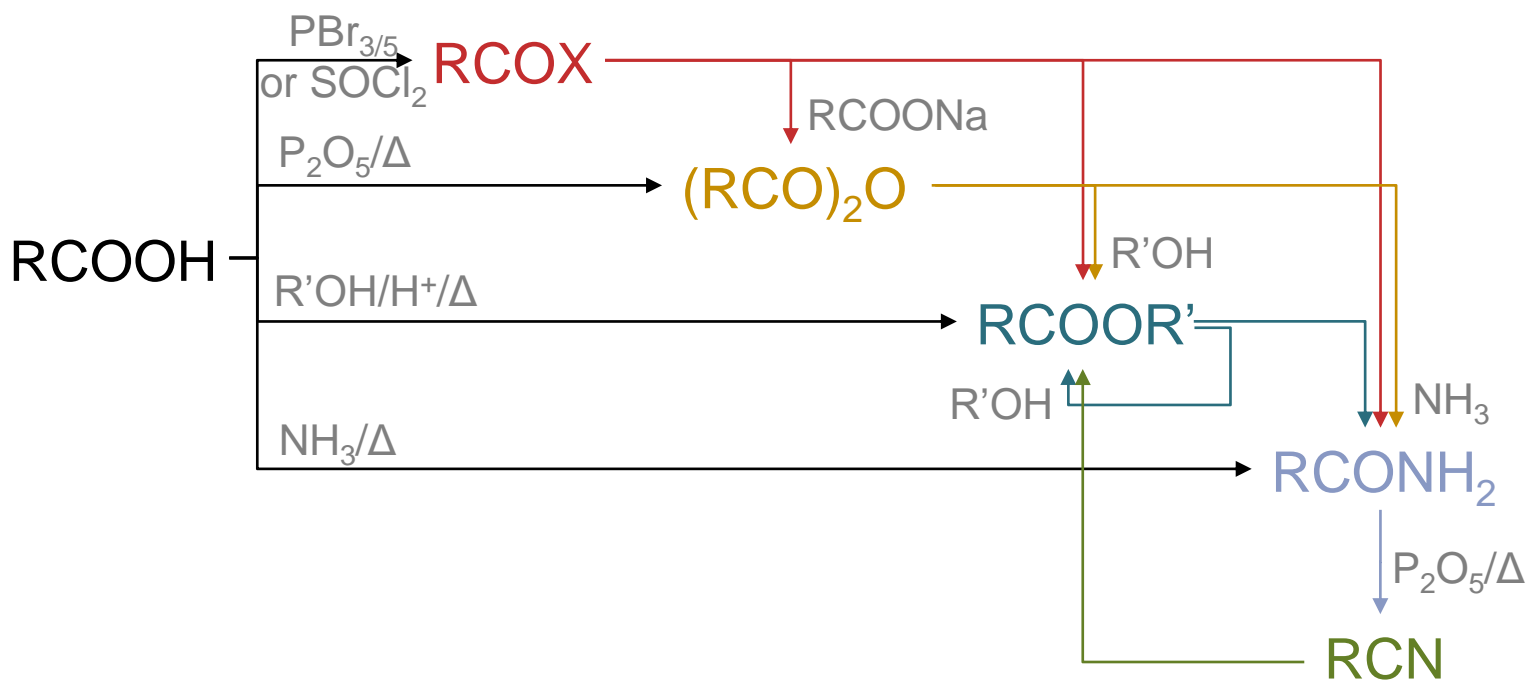 PBr₃/₅
RCOX
or SOCl₂
RCOONa
P₂O₅/Δ
(RCO)₂O
RCOOH
R’OH
R’OH/H⁺/Δ
RCOOR’
R’OH
NH₃
NH₃/Δ
RCONH₂
P₂O₅/Δ
RCN